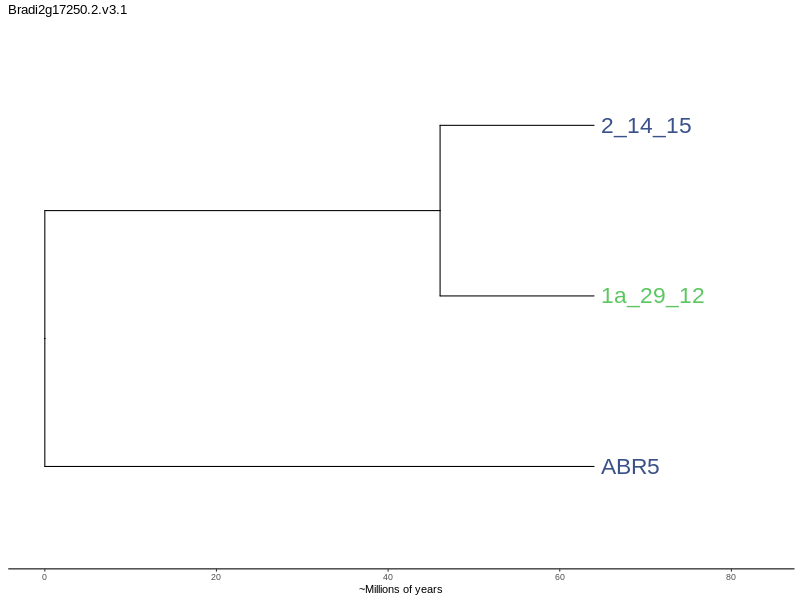 Bradi2g17250.2.v3.1
2_14_15
1a_29_12
ABR5
0 20 40 60 80
~Millions of years